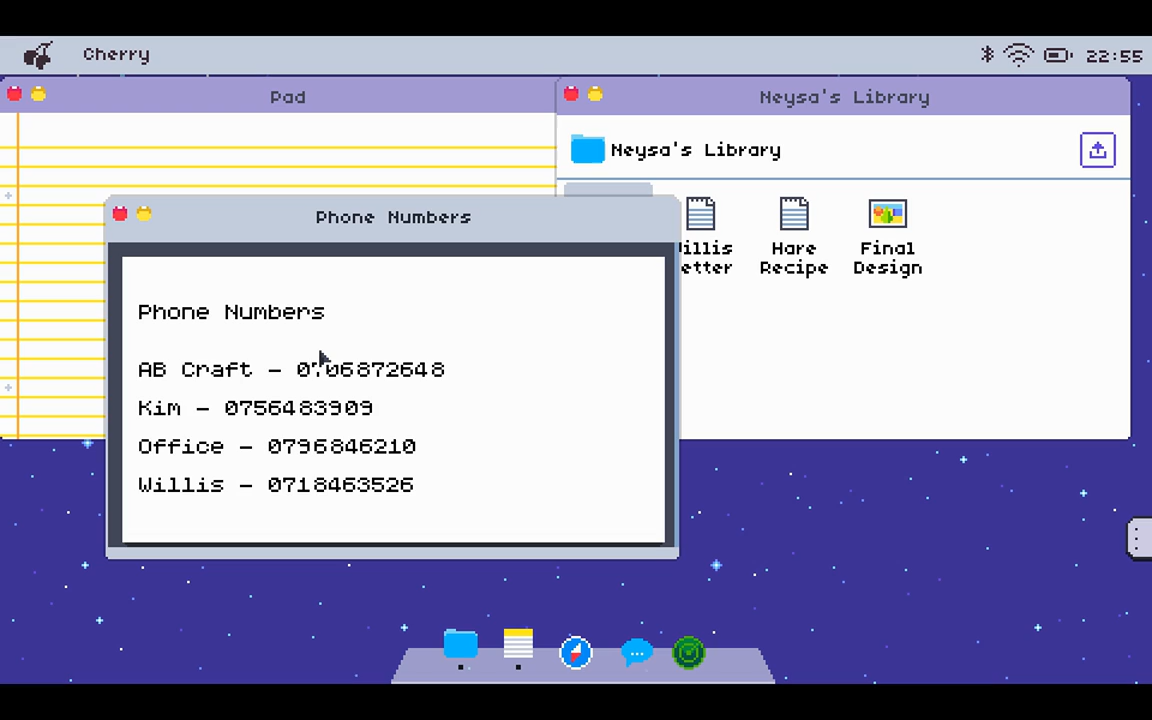 Cherry
22:55
Pad
Neysa's Library
Neysa's Library
Hare
Recipe
Final
Design
Phone Numbers
Phone Numbers
AB Craft - 0706872648
Kim - 0756483909
Office - 0796846210
Willis - 0718463526